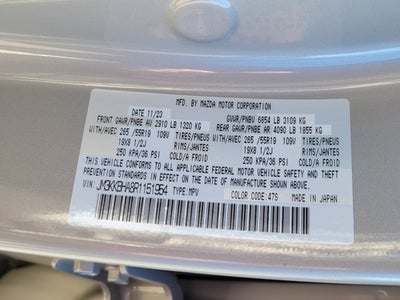 MFD. BY MAZDA MOTOR CORPORATION
DATE 11/23 GVWR/PNBV 6854 LB 3109 KG
FRONT GAWR/PNBE AV 2910 LB 1320 KG REAR GAWR/PNBE AR 4090 LB 1855 KG
WITH/AVEC 265/55R19 109V TIRES/PNEUS WITH/AVEC 265/55R19 109V TIRES/PNEUS
19X8 1/2J RIMS/JANTES 19X8 1/2J RIMS/JANTES
250 KPA/36 PSI COLD/A FROID 250 KPA/36 PSI COLD/A FROID
THIS VEHICLE CONFORMS TO ALL APPLICABLE FEDERAL MOTOR VEHICLE SAFETY AND THEFT
PREVENTION STANDARDS IN EFFECT ON THE DATE OF MANUFACTURE SHOWN ABOVE.
VIN: JM3KKBHA8R1151954 TYPE: MPV COLOR CODE: 47S MADE IN JAPAN